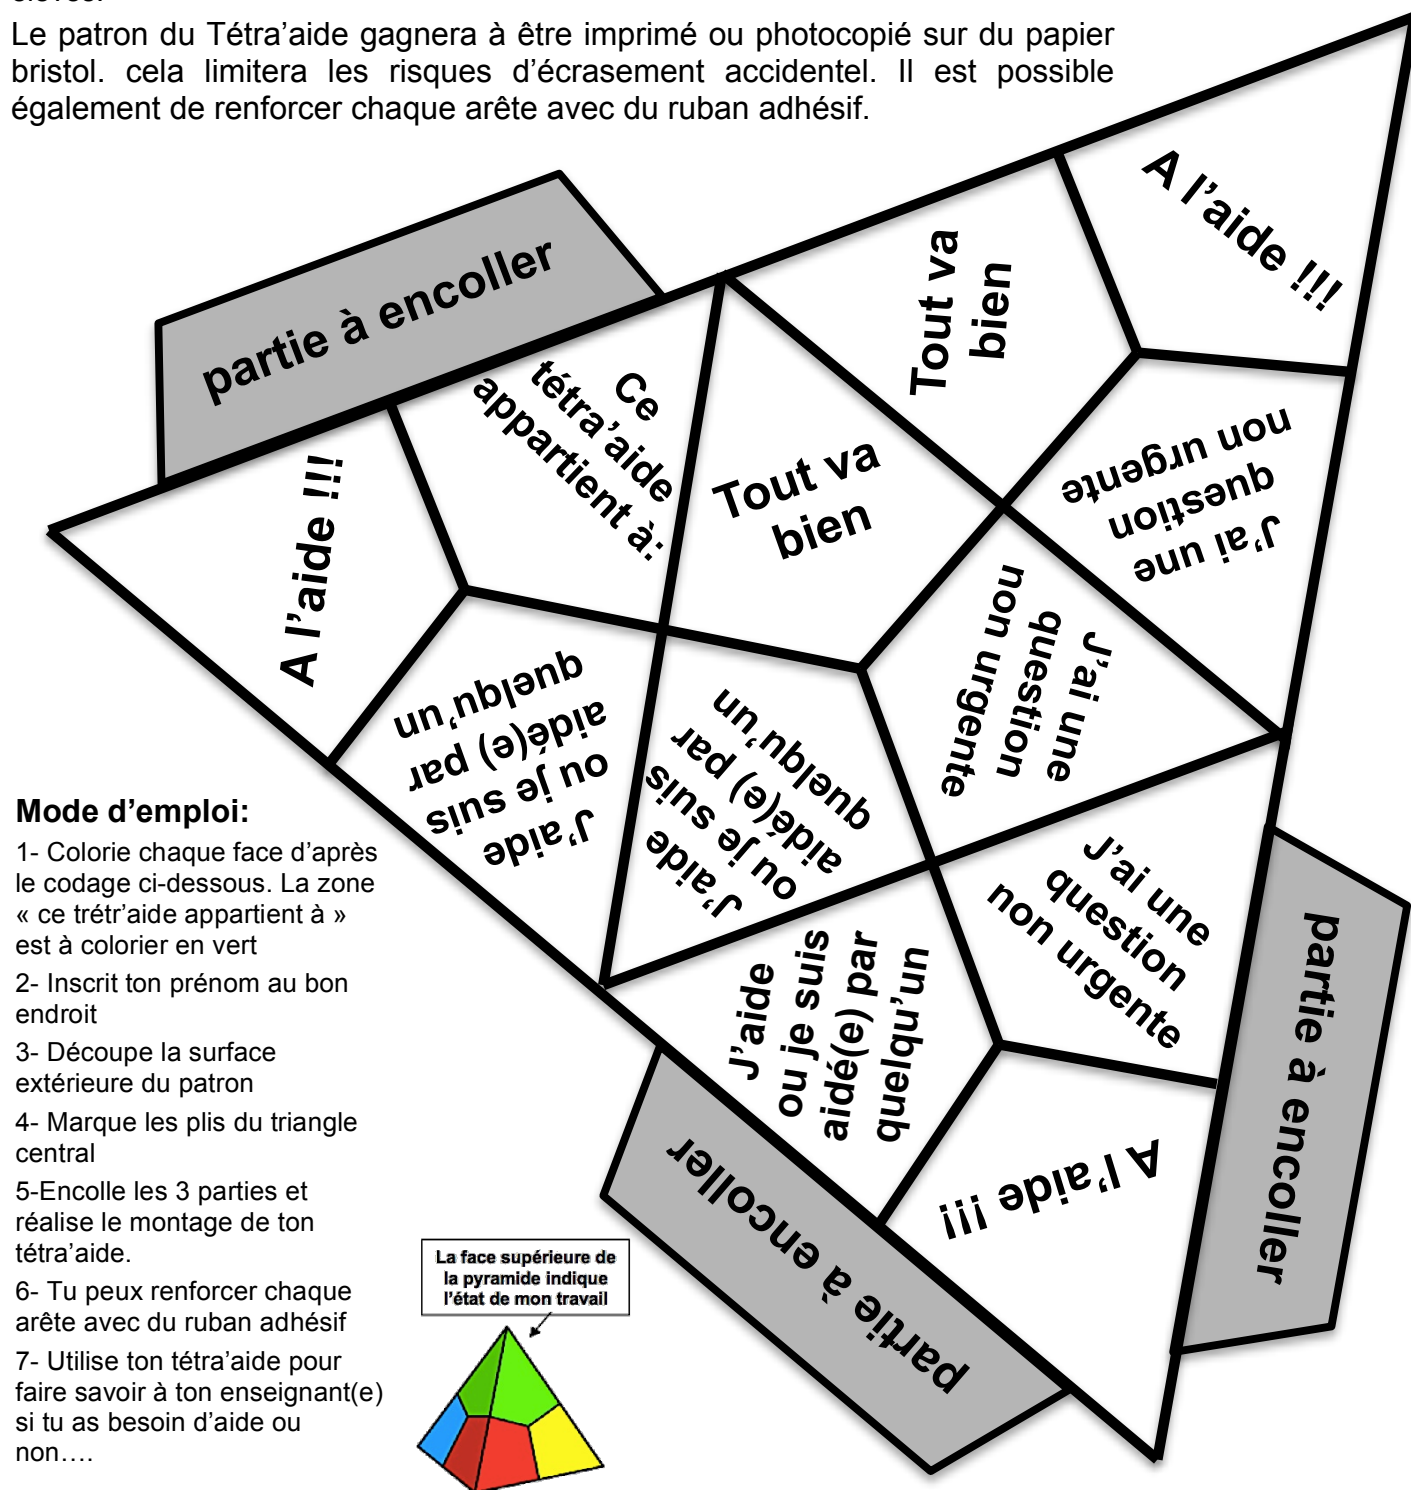 Le patron du Tétra’aide gagnera à être imprimé ou photocopié sur du papier
bristol. cela limitera les risques d’écrasement accidentel. Il est possible
également de renforcer chaque arête avec du ruban adhésif.
A l’aide !!!
Tout va
bien
partie à encoller
J’ai une
question
non urgente
Ce
tétra’aide
appartient à:
Tout va
bien
A l’aide !!!
J’ai une
question
non urgente
J’aide
ou je suis
aidé(e) par
quelqu’un
J’aide
ou je suis
aidé(e) par
quelqu’un
J’ai une
question
non urgente
J’aide
ou je suis
aidé(e) par
quelqu’un
partie à encoller
A l’aide !!!
partie à encoller
Mode d’emploi:
1- Colorie chaque face d’après
le codage ci-dessous. La zone
« ce trétr’aide appartient à »
est à colorier en vert
2- Inscrit ton prénom au bon
endroit
3- Découpe la surface
extérieure du patron
4- Marque les plis du triangle
central
5-Encolle les 3 parties et
réalise le montage de ton
tétra’aide.
6- Tu peux renforcer chaque
arête avec du ruban adhésif
7- Utilise ton tétra’aide pour
faire savoir à ton enseignant(e)
si tu as besoin d’aide ou
non….
La face supérieure de
la pyramide indique
l’état de mon travail